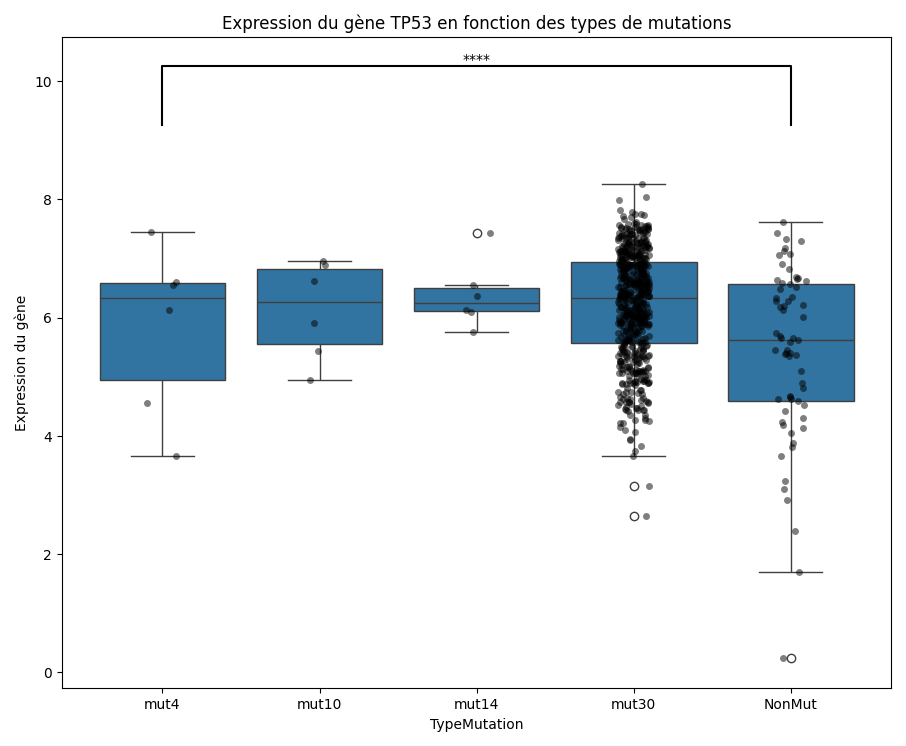 Expression du gène TP53 en fonction des types de mutations
****
10
8
6
4
2
0
Expression du gène
mut4 mut10 mut14 mut30 NonMut
TypeMutation